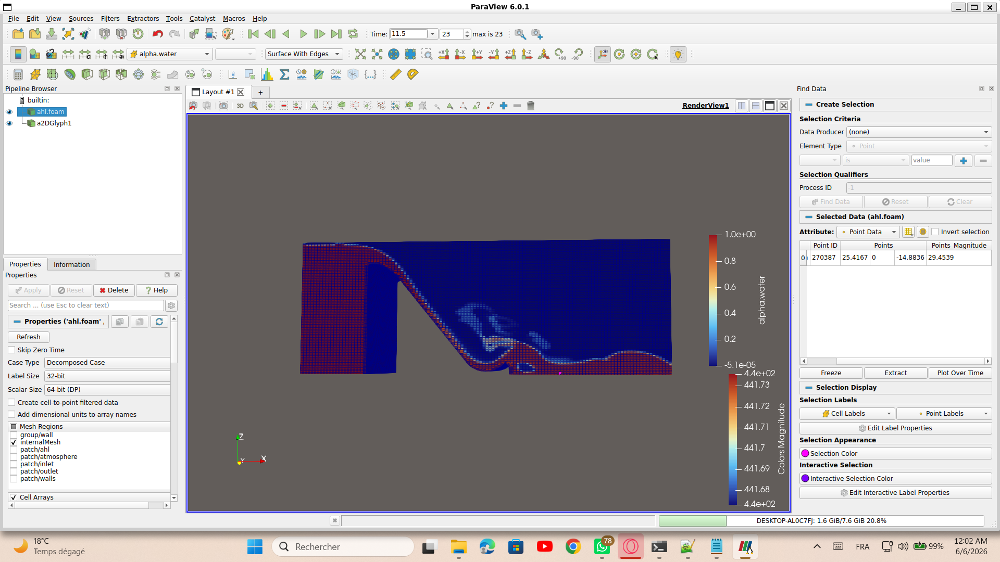 ParaView 6.0.1
File Edit View Sources Filters Extractors Tools Catalyst Macros Help
Time: 11.5 23 max is 23
alpha.water Surface With Edges +X -X +Y -Y +Z -Z +90 -90
Pipeline Browser
builtin:
ahl.foam
a2DGlyph1
Properties Information
Properties
Apply Reset Delete ? Help
Search ... (use Esc to clear text)
Properties ('ahl.foam',
Refresh
Skip Zero Time
Case Type Decomposed Case
Label Size 32-bit
Scalar Size 64-bit (DP)
Create cell-to-point filtered data
Add dimensional units to array names
Mesh Regions
group/wall
internalMesh
patch/ahl
patch/atmosphere
patch/inlet
patch/outlet
patch/walls
Cell Arrays
Layout #1 +
3D RenderView1
1.0e+00
0.8
0.6
0.4
0.2
-5.1e-05
alpha.water
4.4e+02
441.73
441.72
441.71
441.7
441.69
441.68
4.4e+02
Colors Magnitude
Z
Y X
Find Data
Create Selection
Selection Criteria
Data Producer (none)
Element Type Point
is value
Selection Qualifiers
Process ID -1
Find Data Reset Clear
Selected Data (ahl.foam)
Attribute: Point Data Invert selection
Point ID Points Points_Magnitude
0 270387 25.4167 0 -14.8836 29.4539
Freeze Extract Plot Over Time
Selection Display
Selection Labels
Cell Labels Point Labels
Edit Label Properties
Selection Appearance
Selection Color
Interactive Selection
Interactive Selection Color
Edit Interactive Label Properties
DESKTOP-AL0C7FJ: 1.6 GiB/7.6 GiB 20.8%
18°C
Temps dégagé
Rechercher
78
FRA
99%
12:02 AM
6/6/2026